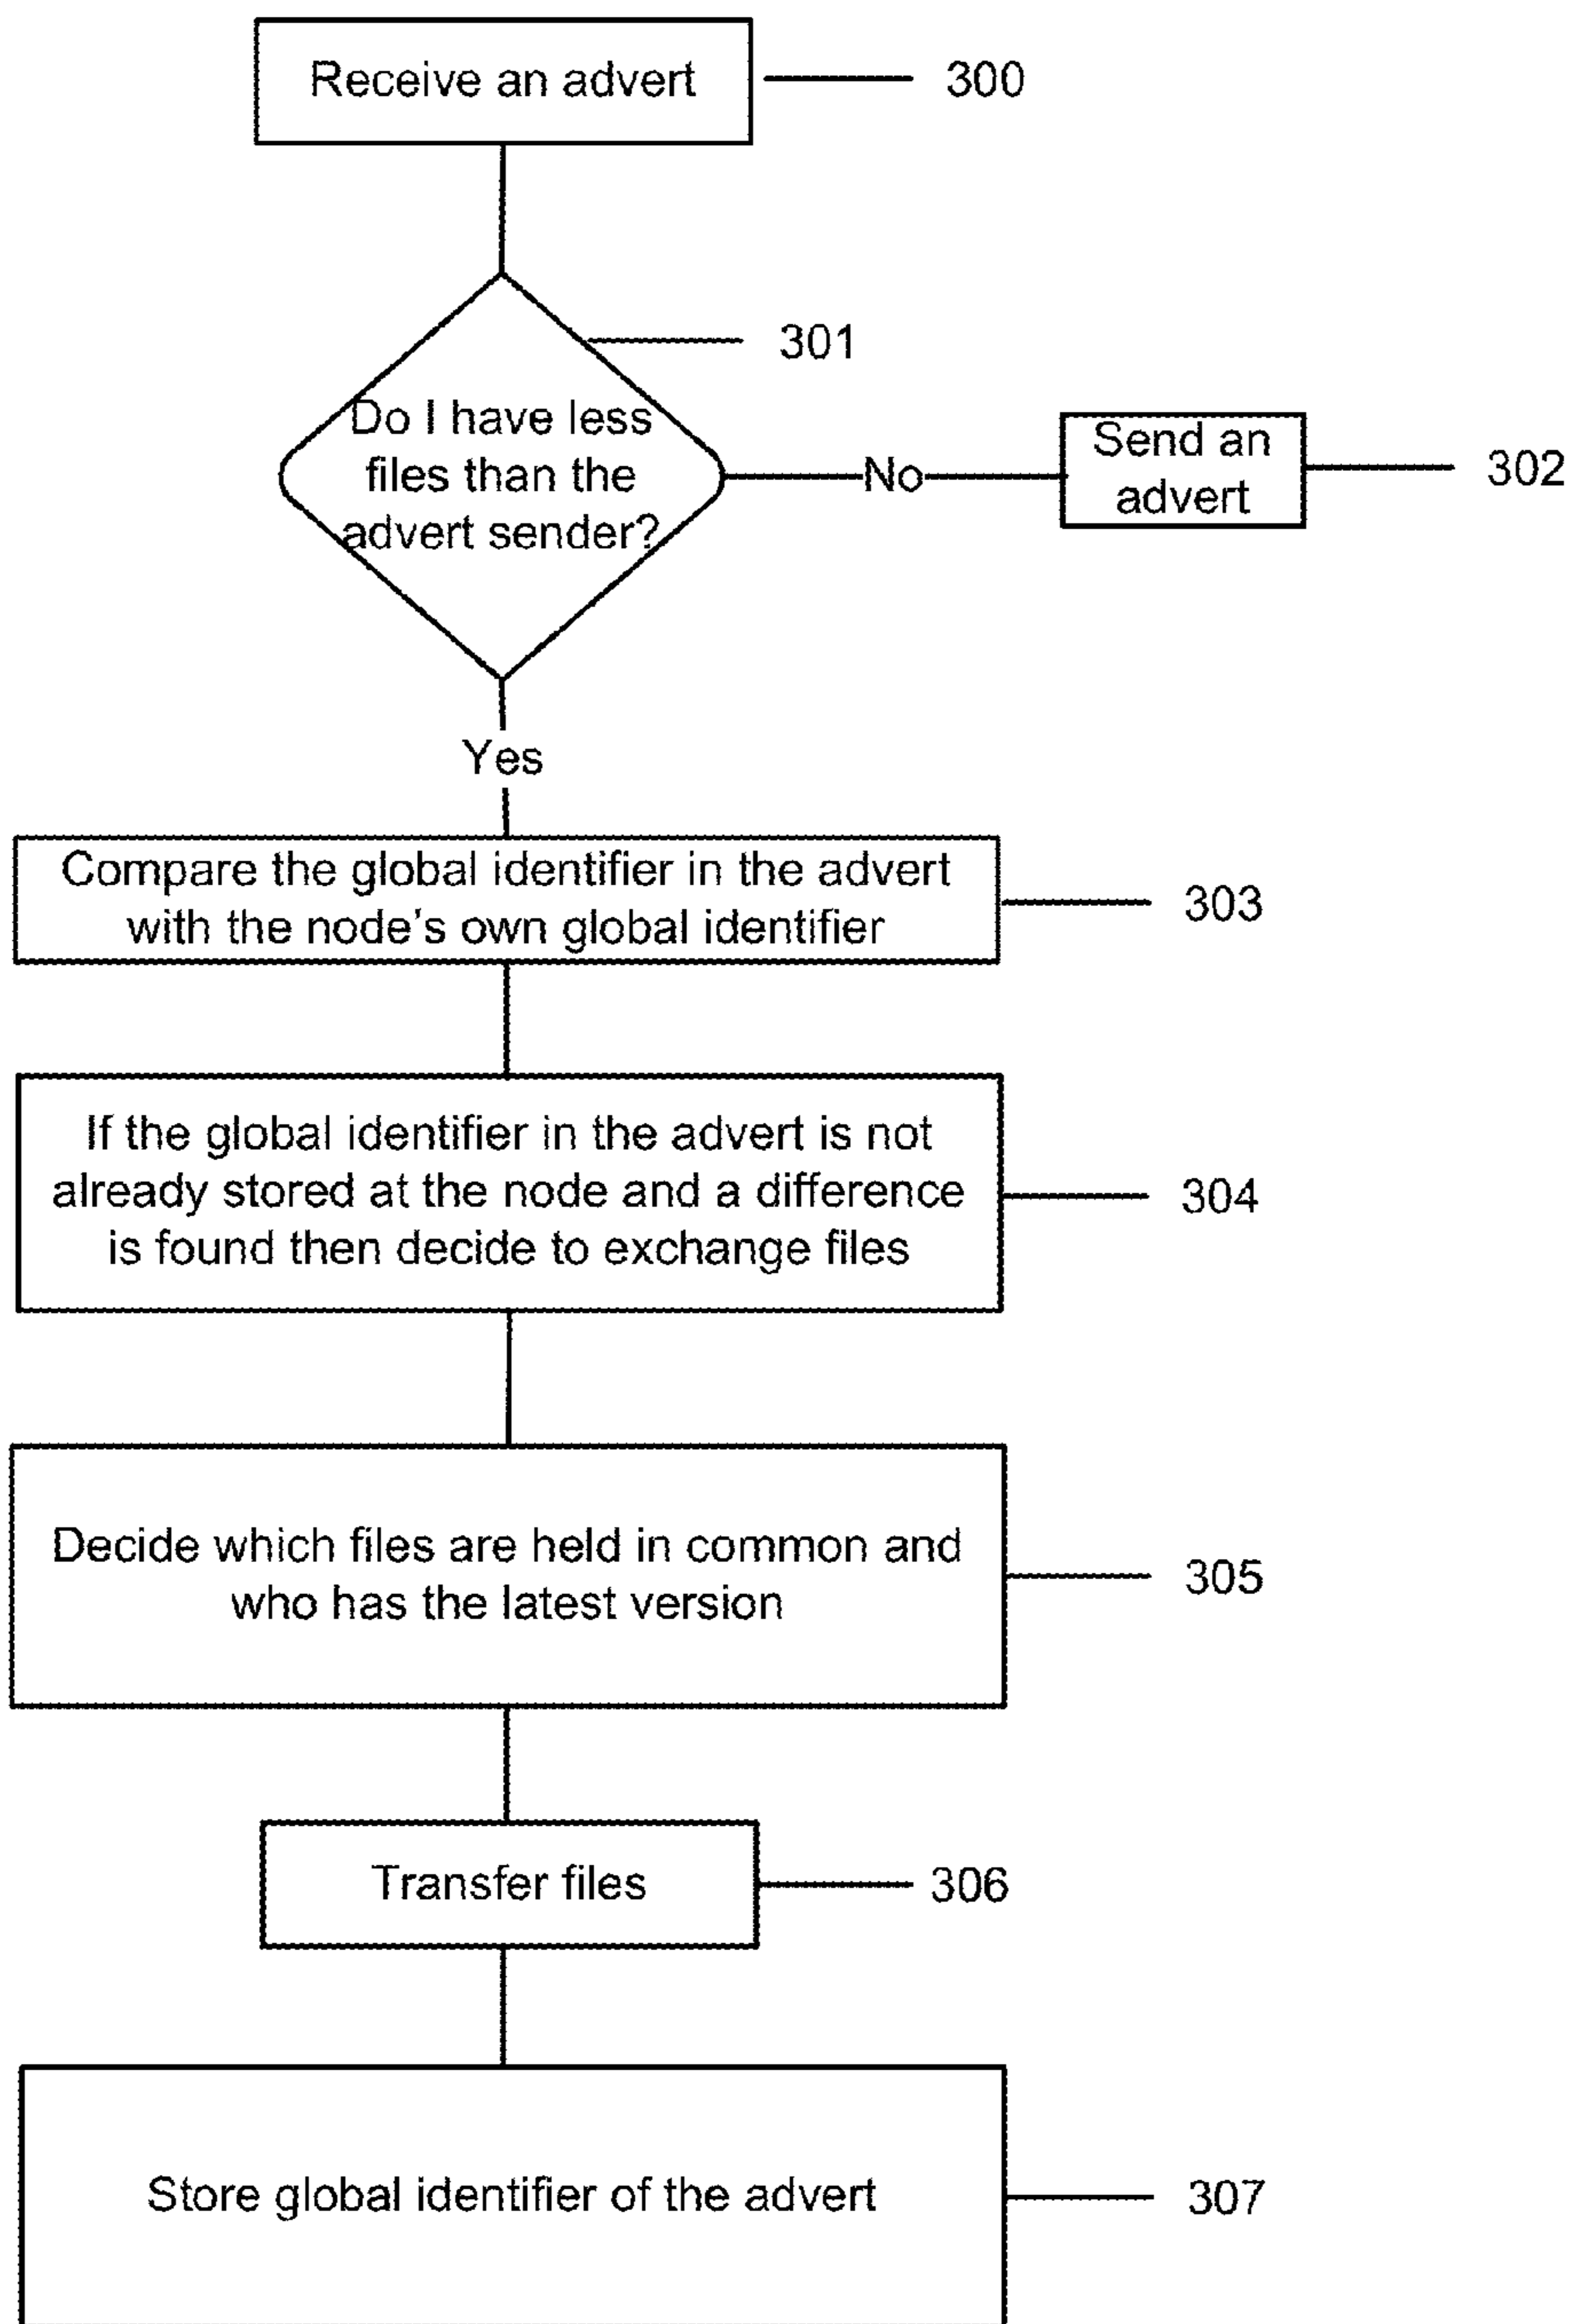 Receive an advert
300
301
Do I have less
files than the
advert sender?
No
Send an
advert
302
Yes
Compare the global identifier in the advert
with the node's own global identifier
303
If the global identifier in the advert is not
already stored at the node and a difference
is found then decide to exchange files
304
Decide which files are held in common and
who has the latest version
305
Transfer files
306
Store global identifier of the advert
307